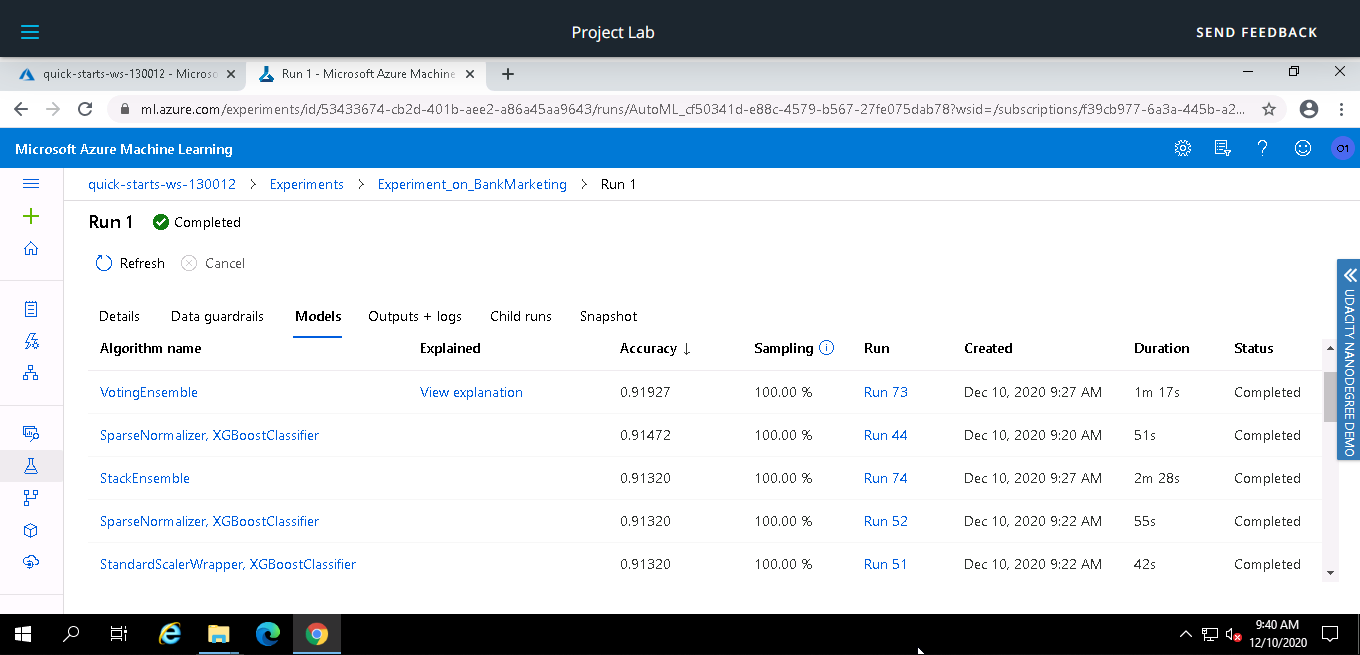 Project Lab
SEND FEEDBACK
quick-starts-ws-130012 - Microsc
Run 1 - Microsoft Azure Machine
ml.azure.com/experiments/id/53433674-cb2d-401b-aee2-a86a45aa9643/runs/AutoML_cf50341d-e88c-4579-b567-27fe075dab78?wsid=/subscriptions/f39cb977-6a3a-445b-a2...
Microsoft Azure Machine Learning
O1
quick-starts-ws-130012 > Experiments > Experiment_on_BankMarketing > Run 1
Run 1 Completed
Refresh Cancel
Details Data guardrails Models Outputs + logs Child runs Snapshot
Algorithm name Explained Accuracy ↓ Sampling Run Created Duration Status
VotingEnsemble View explanation 0.91927 100.00 % Run 73 Dec 10, 2020 9:27 AM 1m 17s Completed
SparseNormalizer, XGBoostClassifier 0.91472 100.00 % Run 44 Dec 10, 2020 9:20 AM 51s Completed
StackEnsemble 0.91320 100.00 % Run 74 Dec 10, 2020 9:27 AM 2m 28s Completed
SparseNormalizer, XGBoostClassifier 0.91320 100.00 % Run 52 Dec 10, 2020 9:22 AM 55s Completed
StandardScalerWrapper, XGBoostClassifier 0.91320 100.00 % Run 51 Dec 10, 2020 9:22 AM 42s Completed
UDACITY NANODEGREE DEMO
9:40 AM
12/10/2020